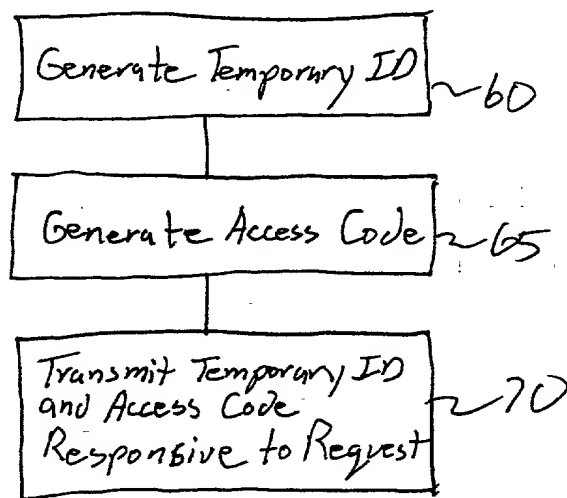 Generate Temporary ID
60
Generate Access Code
65
Transmit Temporary ID
and Access Code
Responsive to Request
70